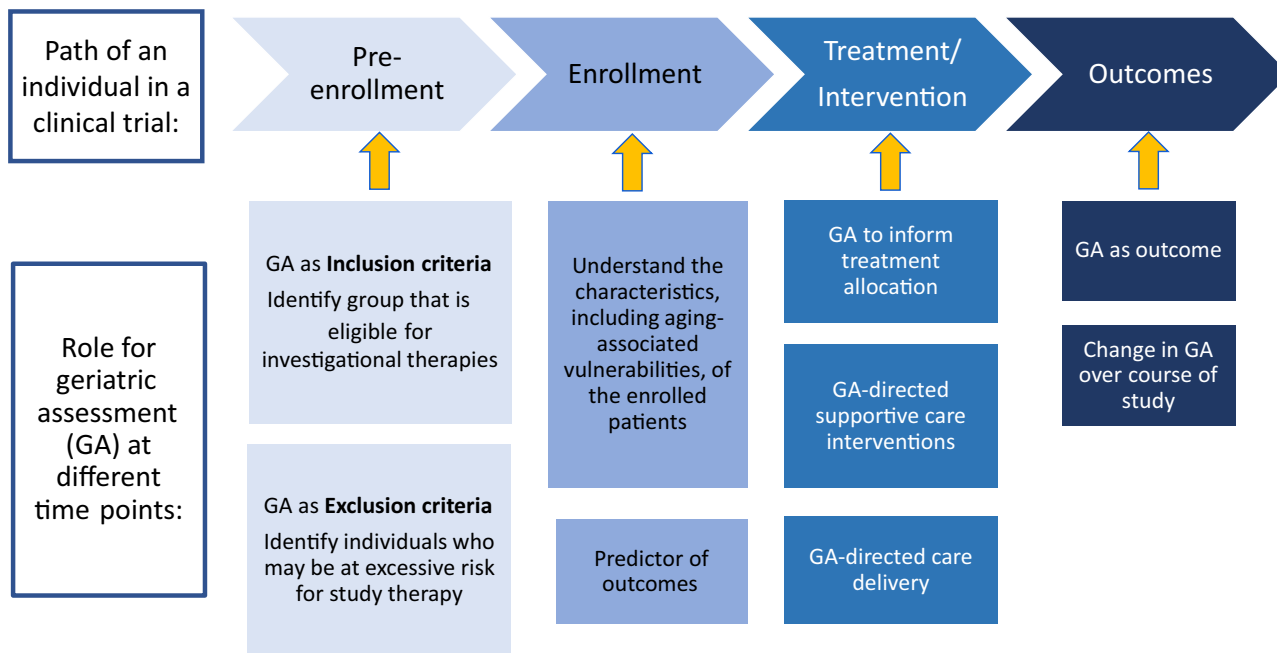 Path of an
individual in a
clinical trial:
Pre-
enrollment
Enrollment
Treatment/
Intervention
Outcomes
Role for
geriatric
assessment
(GA) at
different
time points:
GA as Inclusion criteria
Identify group that is
eligible for
investigational therapies
GA as Exclusion criteria
Identify individuals who
may be at excessive risk
for study therapy
Understand the
characteristics,
including aging-
associated
vulnerabilities, of
the enrolled
patients
Predictor of
outcomes
GA to inform
treatment
allocation
GA-directed
supportive care
interventions
GA-directed care
delivery
GA as outcome
Change in GA
over course of
study